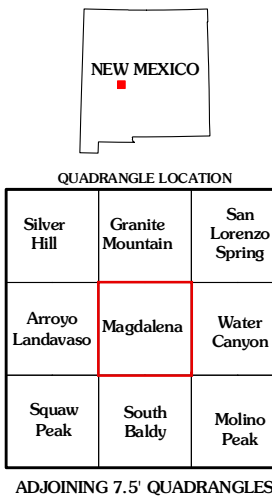 NEW MEXICO
QUADRANGLE LOCATION
Silver
Hill
Granite
Mountain
San
Lorenzo
Spring
Arroyo
Landavaso
Magdalena
Water
Canyon
Squaw
Peak
South
Baldy
Molino
Peak
ADJOINING 7.5' QUADRANGLES